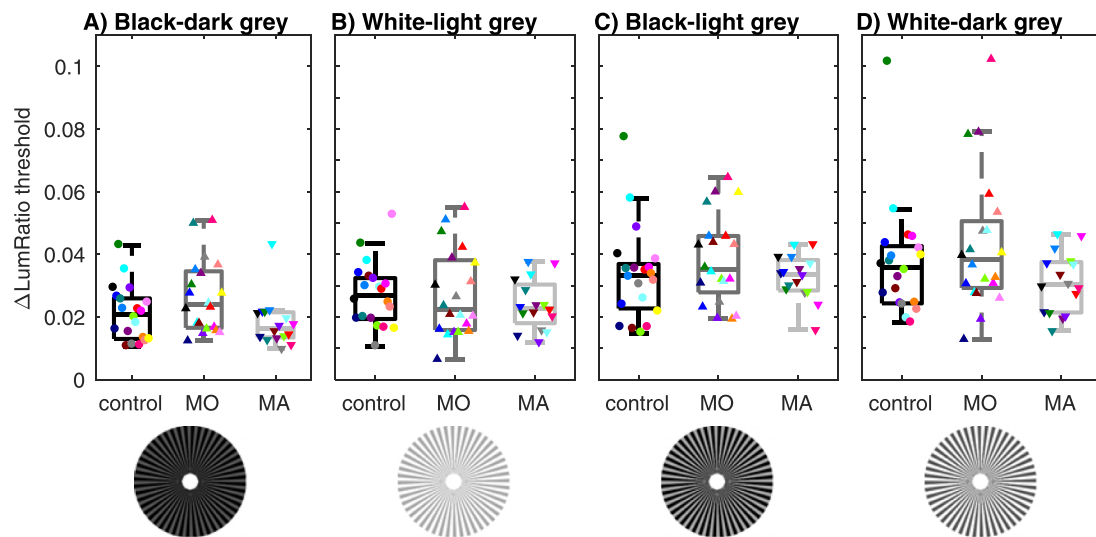 A) Black-dark grey
B) White-light grey
C) Black-light grey
D) White-dark grey
ΔLumRatio threshold
0.1
0.08
0.06
0.04
0.02
0
control MO MA
control MO MA
control MO MA
control MO MA